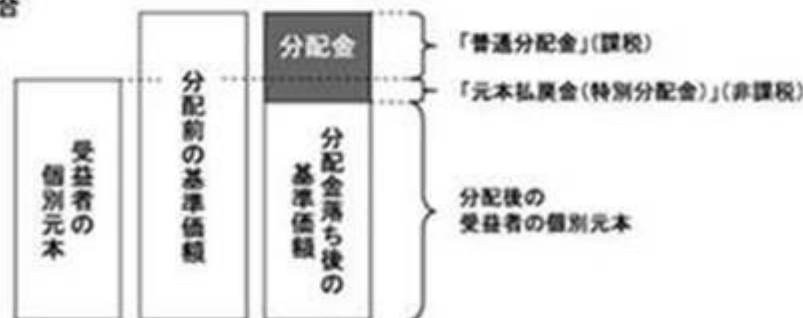 合
受益者の
個別元本
分配前の基準価額
分配金
分配金落ち後の
基準価額
「普通分配金」(課税)
「元本払戻金(特別分配金)」(非課税)
分配後の
受益者の個別元本